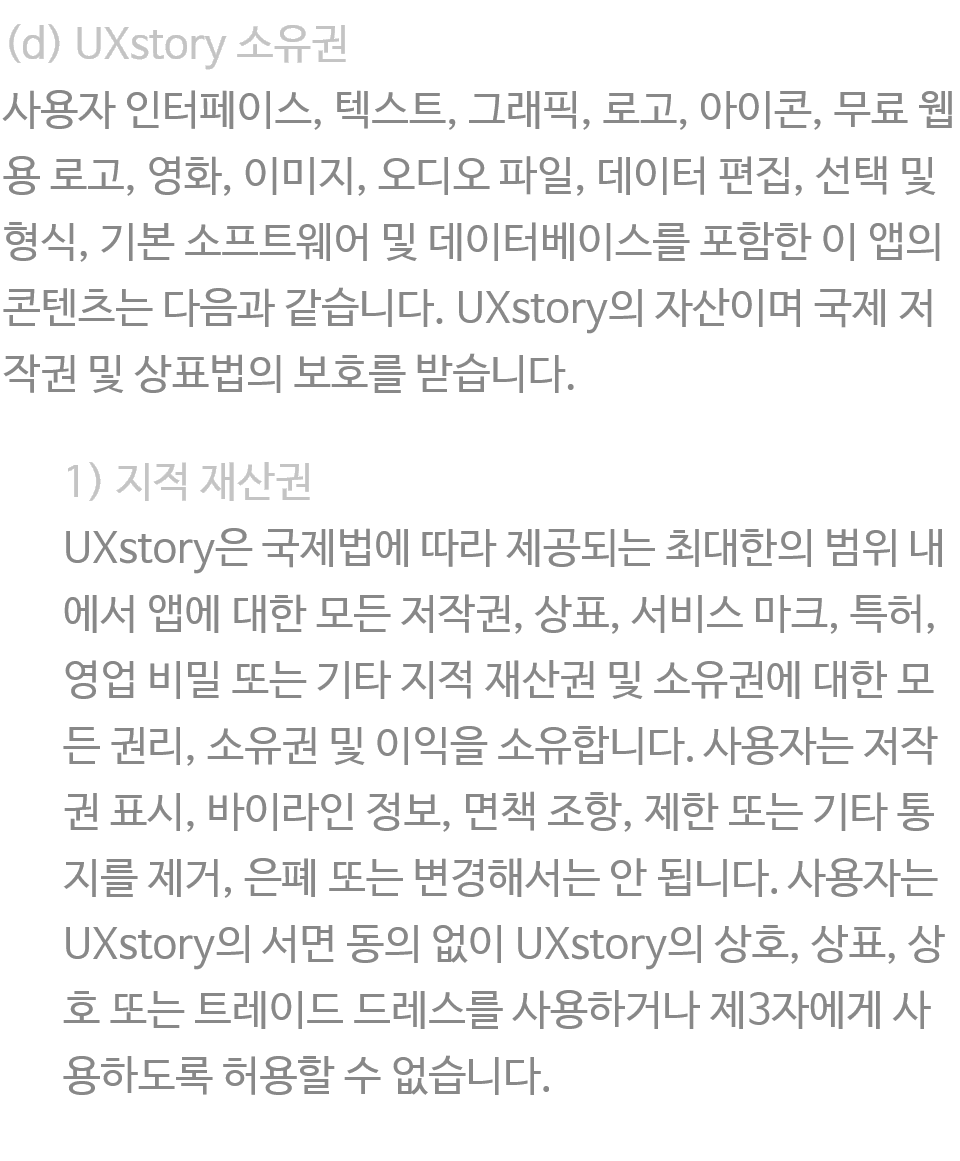 (d) UXstory 소유권
사용자 인터페이스, 텍스트, 그래픽, 로고, 아이콘, 무료 웹
용 로고, 영화, 이미지, 오디오 파일, 데이터 편집, 선택 및
형식, 기본 소프트웨어 및 데이터베이스를 포함한 이 앱의
콘텐츠는 다음과 같습니다. UXstory의 자산이며 국제 저
작권 및 상표법의 보호를 받습니다.
1) 지적 재산권
UXstory은 국제법에 따라 제공되는 최대한의 범위 내
에서 앱에 대한 모든 저작권, 상표, 서비스 마크, 특허,
영업 비밀 또는 기타 지적 재산권 및 소유권에 대한 모
든 권리, 소유권 및 이익을 소유합니다. 사용자는 저작
권 표시, 바이라인 정보, 면책 조항, 제한 또는 기타 통
지를 제거, 은폐 또는 변경해서는 안 됩니다. 사용자는
UXstory의 서면 동의 없이 UXstory의 상호, 상표, 상
호 또는 트레이드 드레스를 사용하거나 제3자에게 사
용하도록 허용할 수 없습니다.